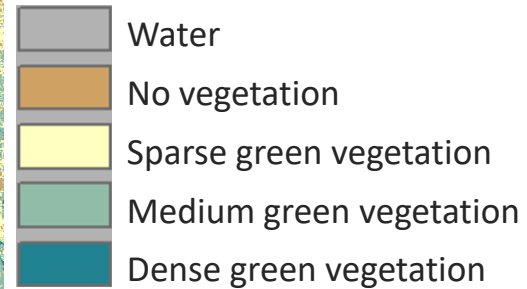 Water
No vegetation
Sparse green vegetation
Medium green vegetation
Dense green vegetation